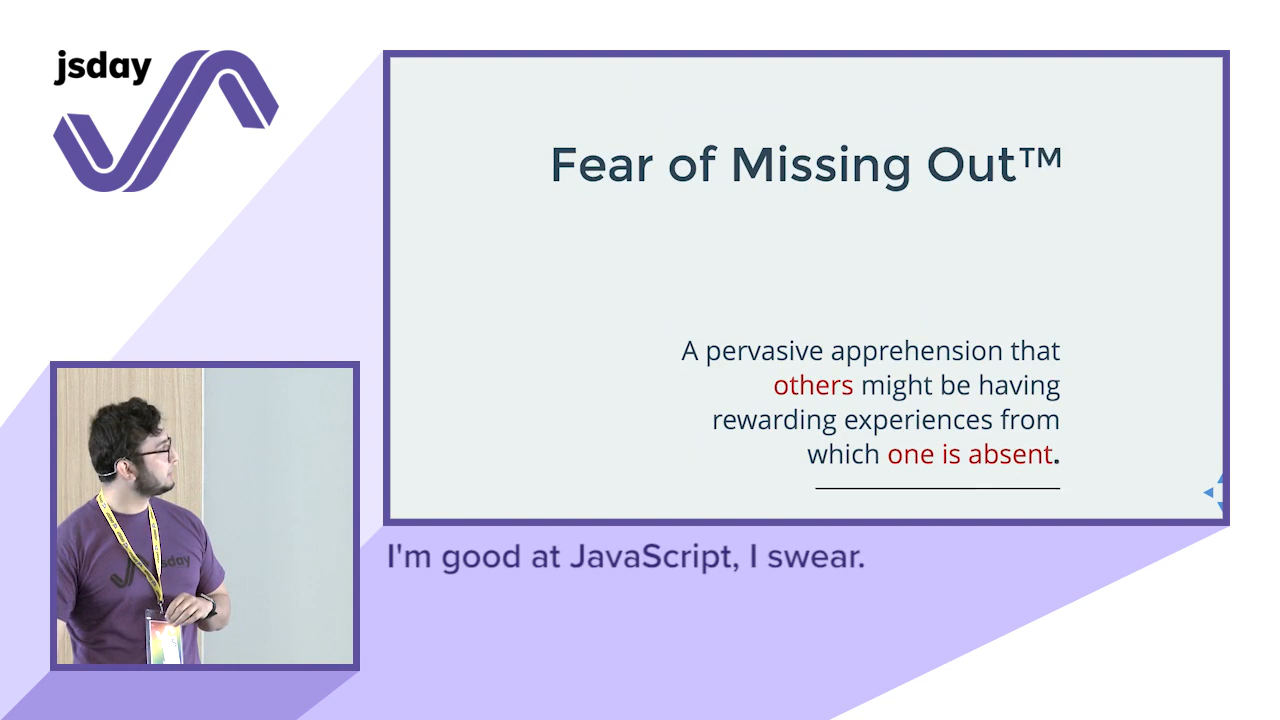 jsday
Fear of Missing Out™
A pervasive apprehension that
others might be having
rewarding experiences from
which one is absent.
jsday
I'm good at JavaScript, I swear.